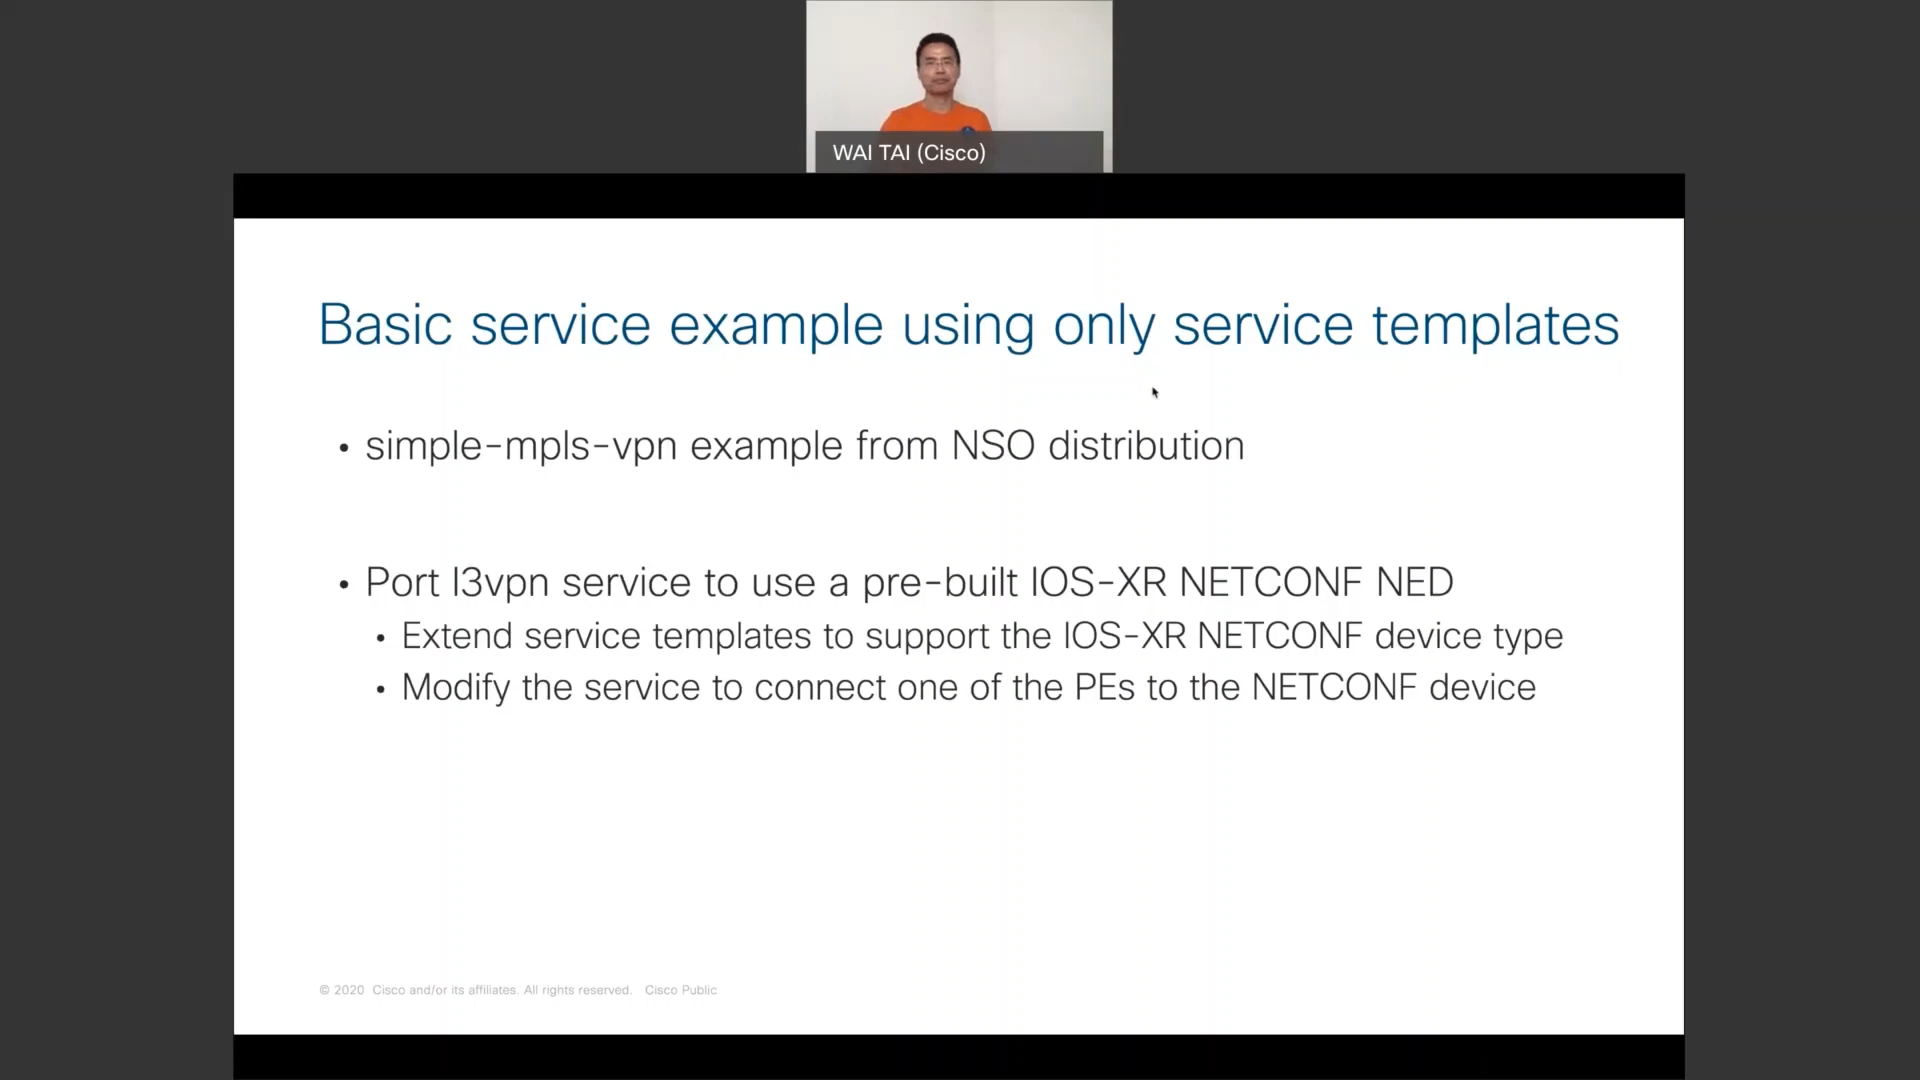 WAI TAI (Cisco)
Basic service example using only service templates
• simple-mpls-vpn example from NSO distribution
• Port l3vpn service to use a pre-built IOS-XR NETCONF NED
• Extend service templates to support the IOS-XR NETCONF device type
• Modify the service to connect one of the PEs to the NETCONF device
© 2020 Cisco and/or its affiliates. All rights reserved. Cisco Public